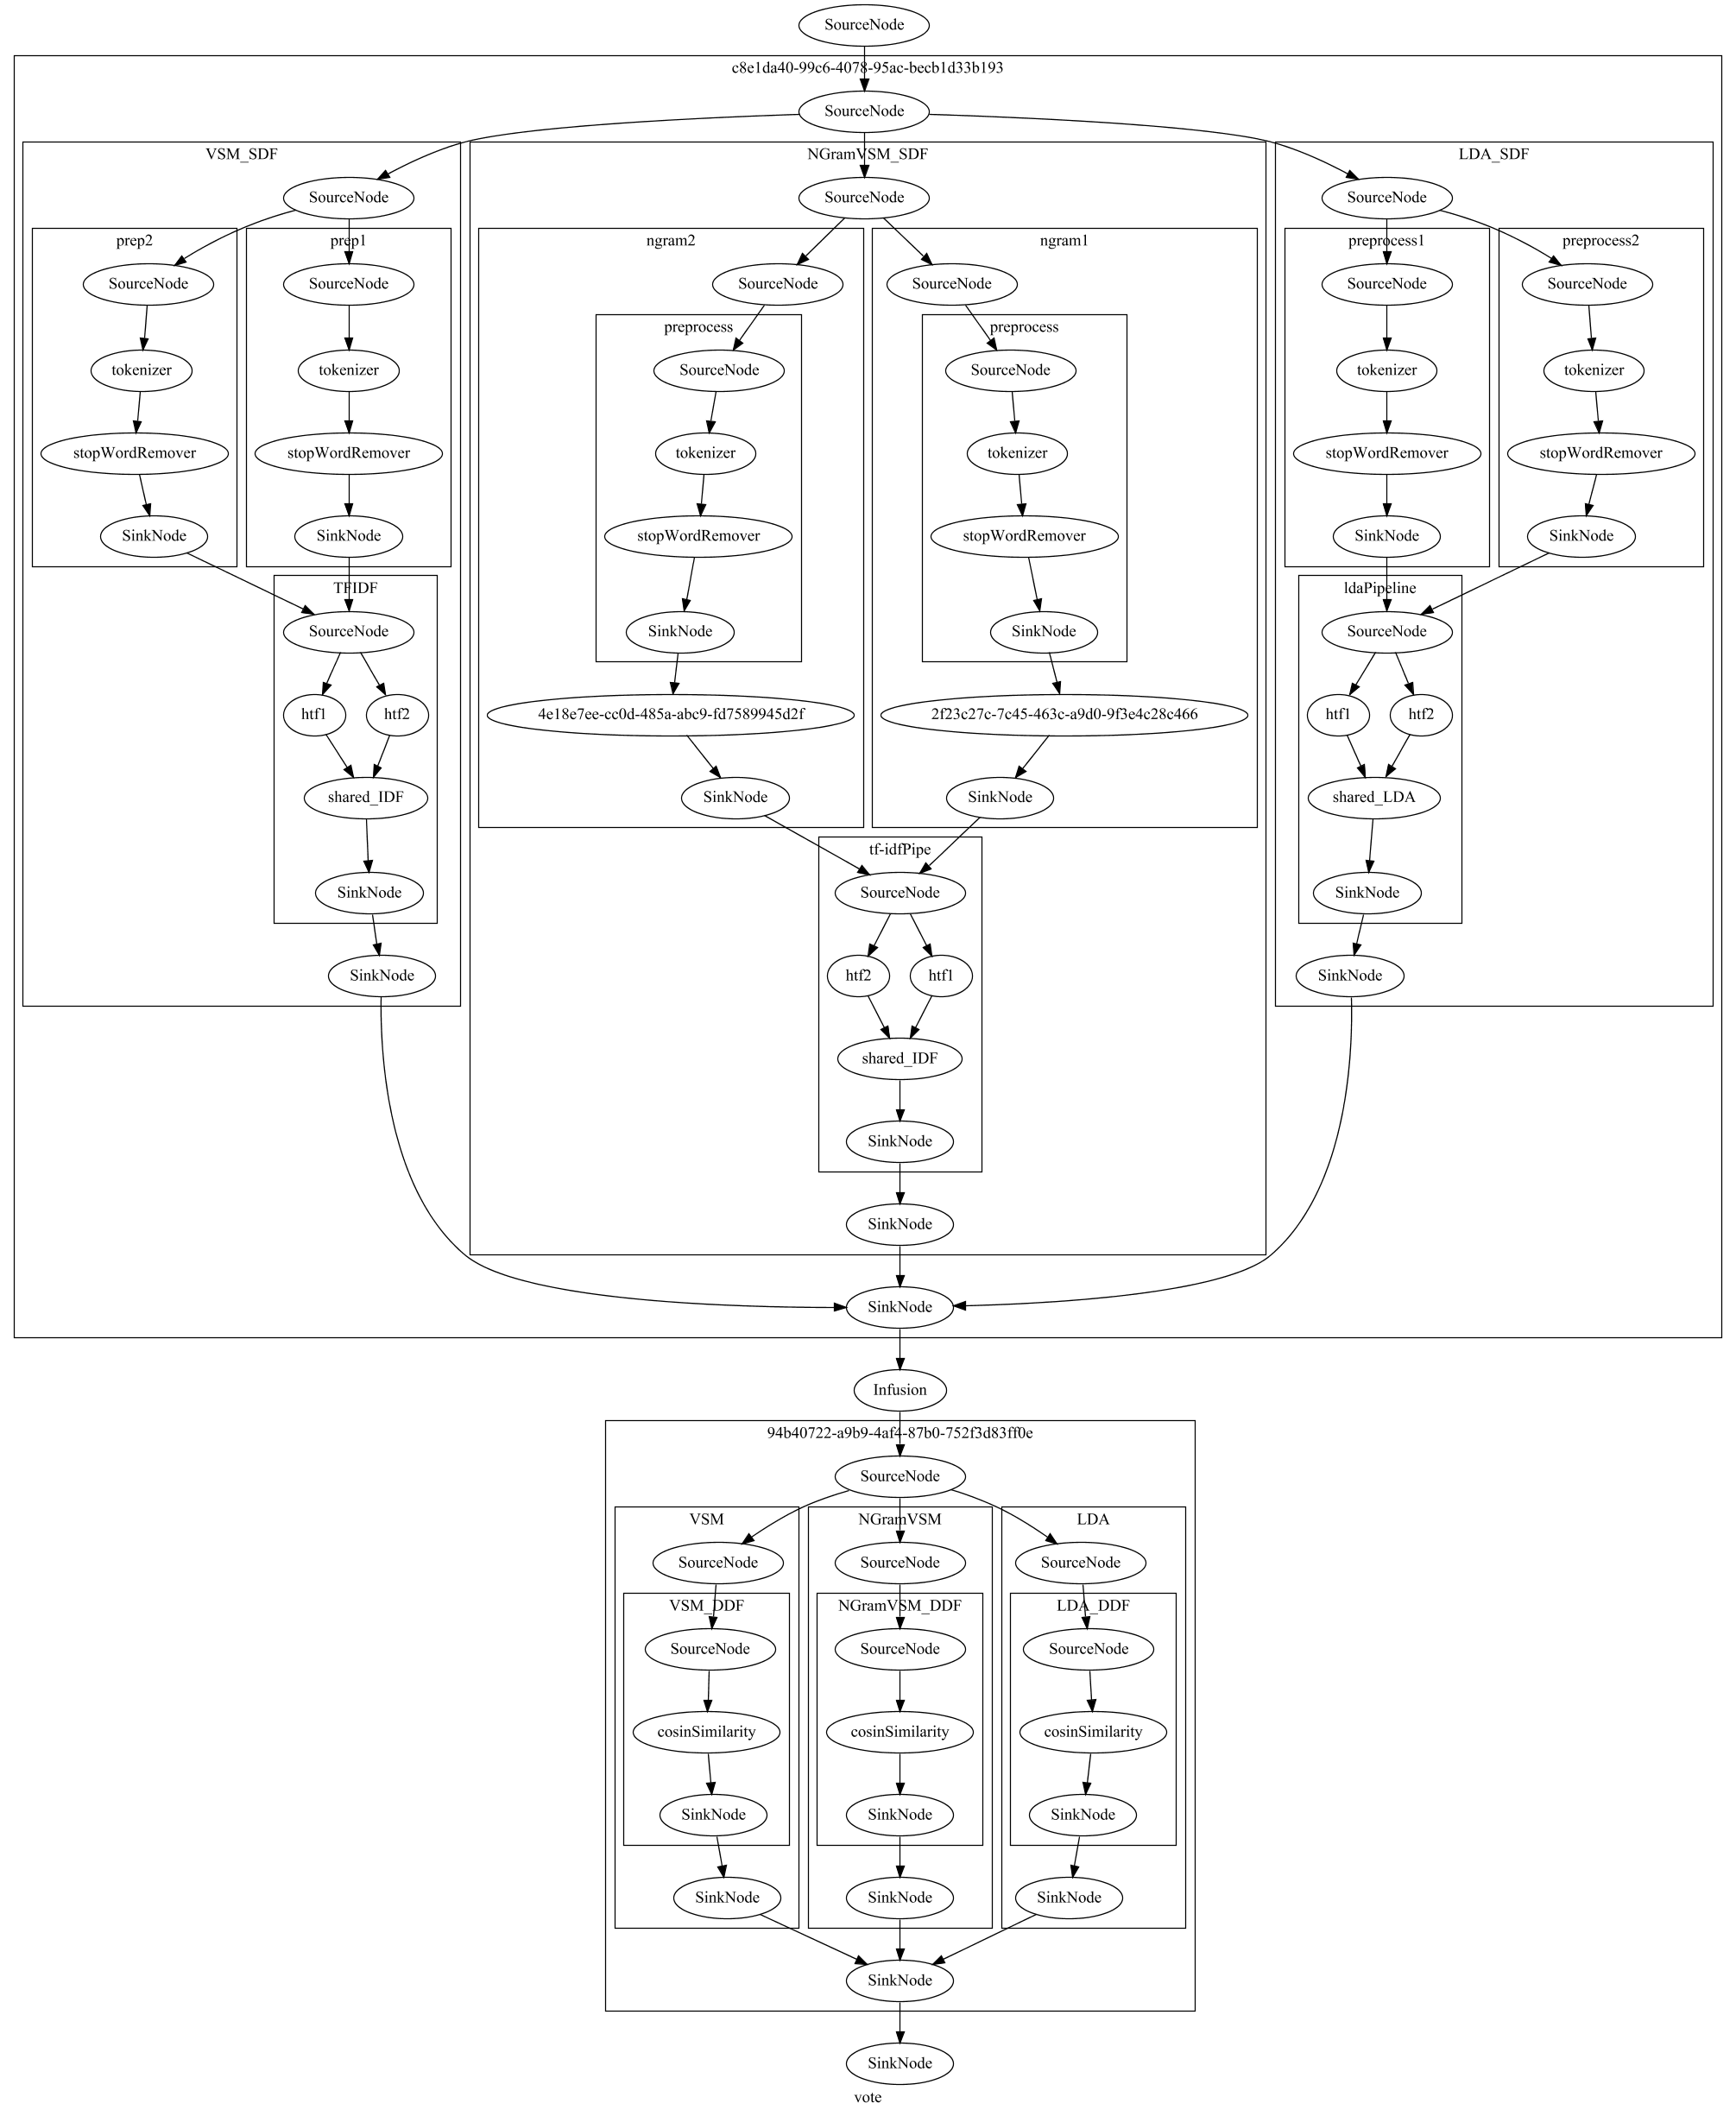 SourceNode
c8e1da40-99c6-4078-95ac-becb1d33b193
SourceNode
VSM_SDF
SourceNode
prep2
SourceNode
tokenizer
stopWordRemover
SinkNode
prep1
SourceNode
tokenizer
stopWordRemover
SinkNode
TFIDF
SourceNode
htf1
htf2
shared_IDF
SinkNode
SinkNode
NGramVSM_SDF
SourceNode
ngram2
SourceNode
preprocess
SourceNode
tokenizer
stopWordRemover
SinkNode
4e18e7ee-cc0d-485a-abc9-fd7589945d2f
SinkNode
ngram1
SourceNode
preprocess
SourceNode
tokenizer
stopWordRemover
SinkNode
2f23c27c-7c45-463c-a9d0-9f3e4c28c466
SinkNode
tf-idfPipe
SourceNode
htf2
htf1
shared_IDF
SinkNode
SinkNode
LDA_SDF
SourceNode
preprocess1
SourceNode
tokenizer
stopWordRemover
SinkNode
preprocess2
SourceNode
tokenizer
stopWordRemover
SinkNode
ldaPipeline
SourceNode
htf1
htf2
shared_LDA
SinkNode
SinkNode
SinkNode
Infusion
94b40722-a9b9-4af4-87b0-752f3d83ff0e
SourceNode
VSM
SourceNode
VSM_DDF
SourceNode
cosinSimilarity
SinkNode
SinkNode
NGramVSM
SourceNode
NGramVSM_DDF
SourceNode
cosinSimilarity
SinkNode
SinkNode
LDA
SourceNode
LDA_DDF
SourceNode
cosinSimilarity
SinkNode
SinkNode
SinkNode
SinkNode
vote